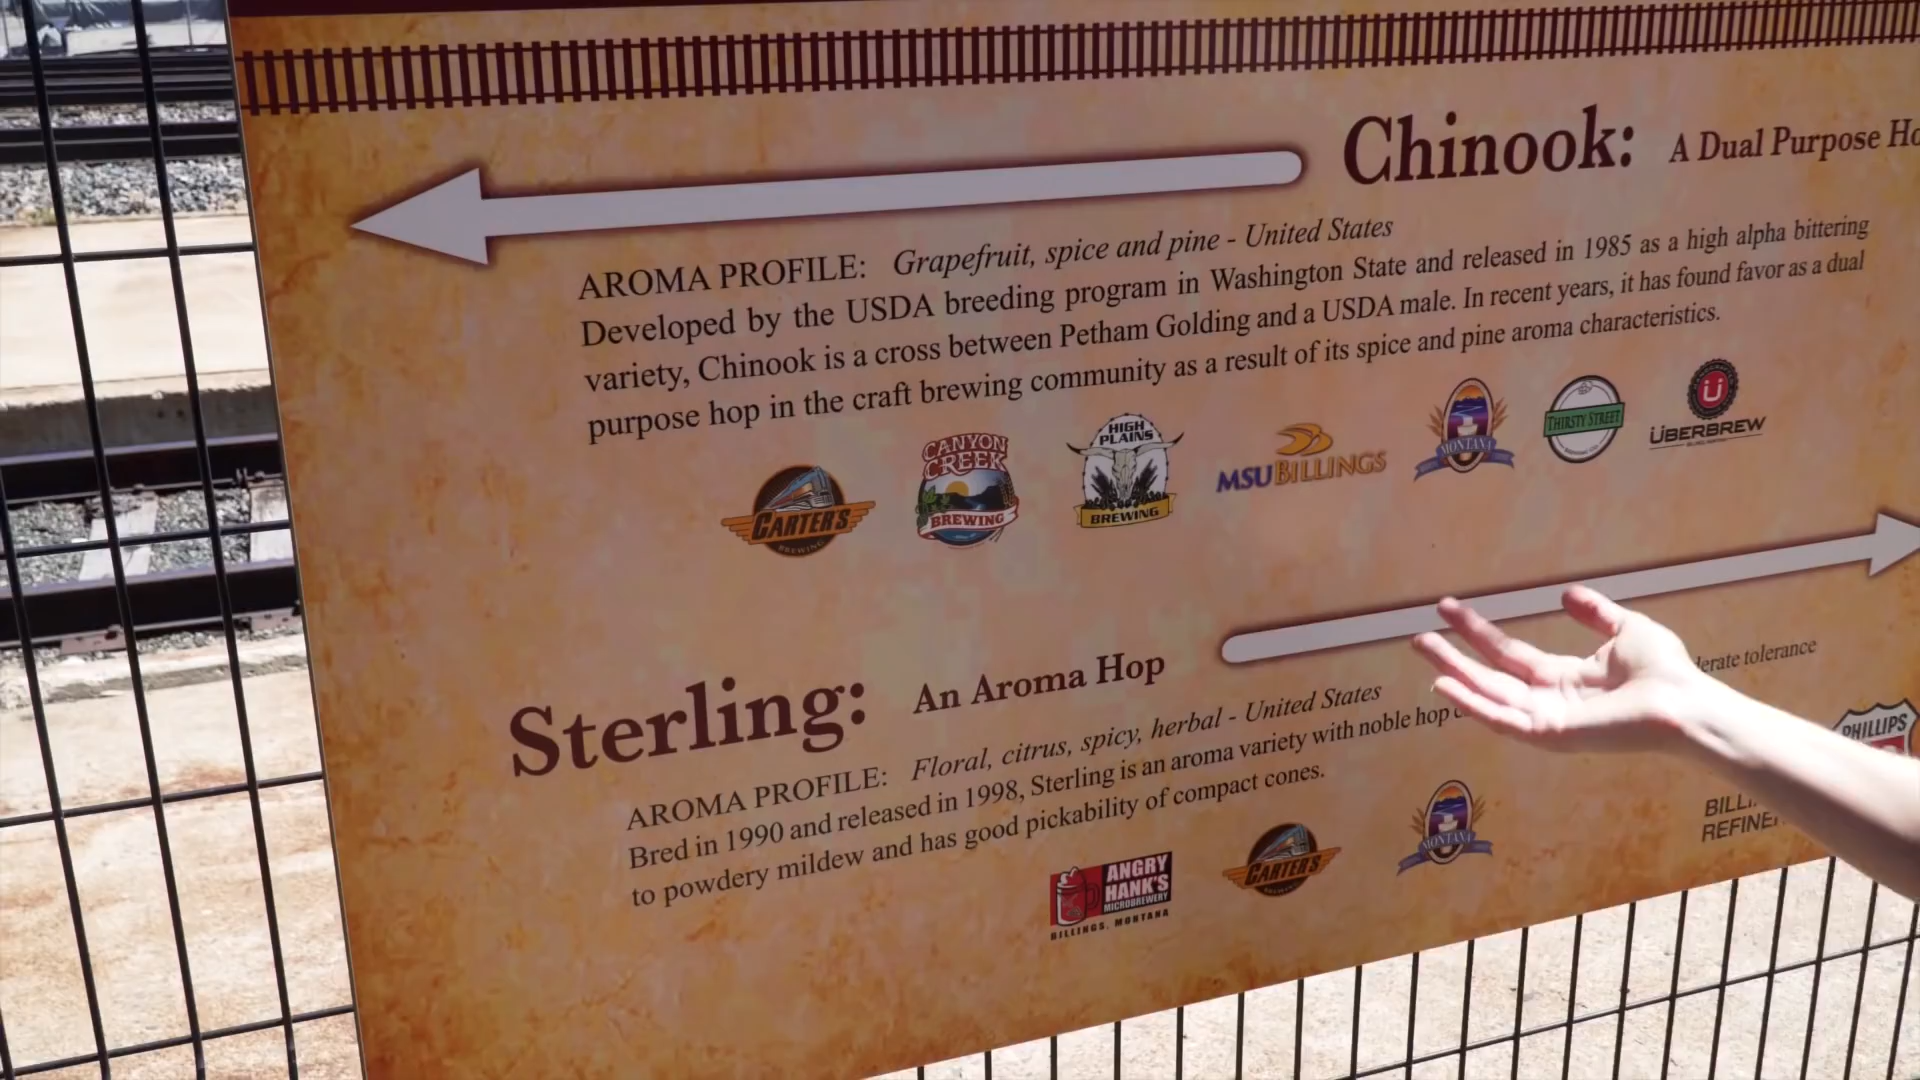 Chinook: A Dual Purpose Ho
AROMA PROFILE: Grapefruit, spice and pine - United States
Developed by the USDA breeding program in Washington State and released in 1985 as a high alpha bittering
variety, Chinook is a cross between Petham Golding and a USDA male. In recent years, it has found favor as a dual
purpose hop in the craft brewing community as a result of its spice and pine aroma characteristics.
CARTER'S
BREWING
CANYON
CREEK
BREWING
HIGH
PLAINS
BREWING
MSU BILLINGS
MONTANA
THIRSTY STREET
Ü
ÜBERBREW
Sterling: An Aroma Hop
AROMA PROFILE: Floral, citrus, spicy, herbal - United States
Bred in 1990 and released in 1998, Sterling is an aroma variety with noble hop c derate tolerance
to powdery mildew and has good pickability of compact cones.
ANGRY
HANK'S
MICROBREWERY
BILLINGS, MONTANA
CARTER'S
BREWING
MONTANA
PHILLIPS
BILL
REFINE